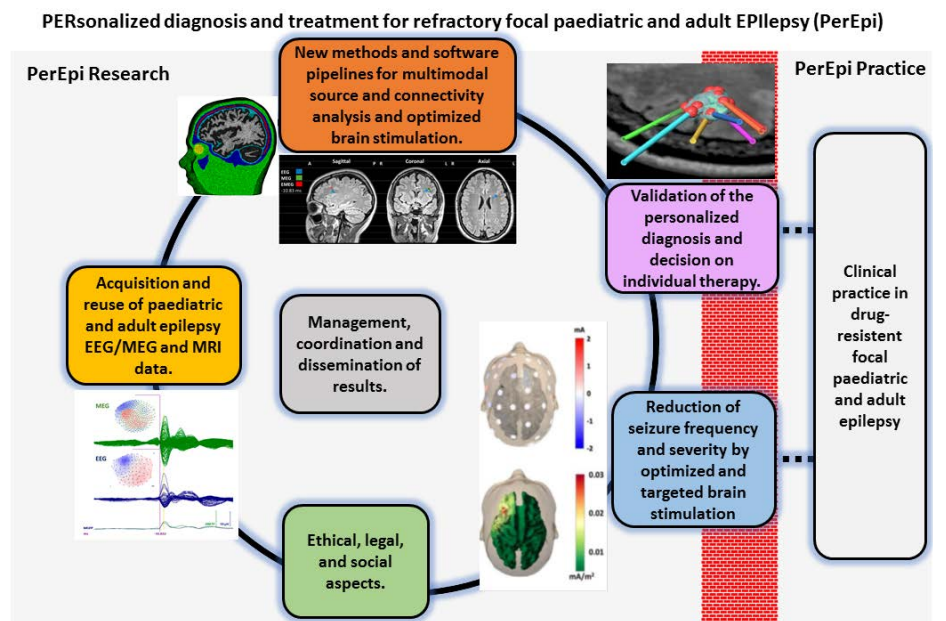 PERsonalized diagnosis and treatment for refractory focal paediatric and adult EPIlepsy (PerEpi)
PerEpi Research
PerEpi Practice
New methods and software
pipelines for multimodal
source and connectivity
analysis and optimized
brain stimulation.
A Sagittal P R Coronal L R Axial L
EEG
MEG
EMEG
Validation of the
personalized
diagnosis and
decision on
individual therapy.
Acquisition and
reuse of paediatric
and adult epilepsy
EEG/MEG and MRI
data.
Management,
coordination and
dissemination of
results.
Clinical
practice in
drug-
resistent
focal
paediatric
and adult
epilepsy
mA
2
1
0
-1
-2
Reduction of
seizure frequency
and severity by
optimized and
targeted brain
stimulation
MEG
EEG
0.03
0.02
0.01
mA/m²
Ethical, legal,
and social
aspects.